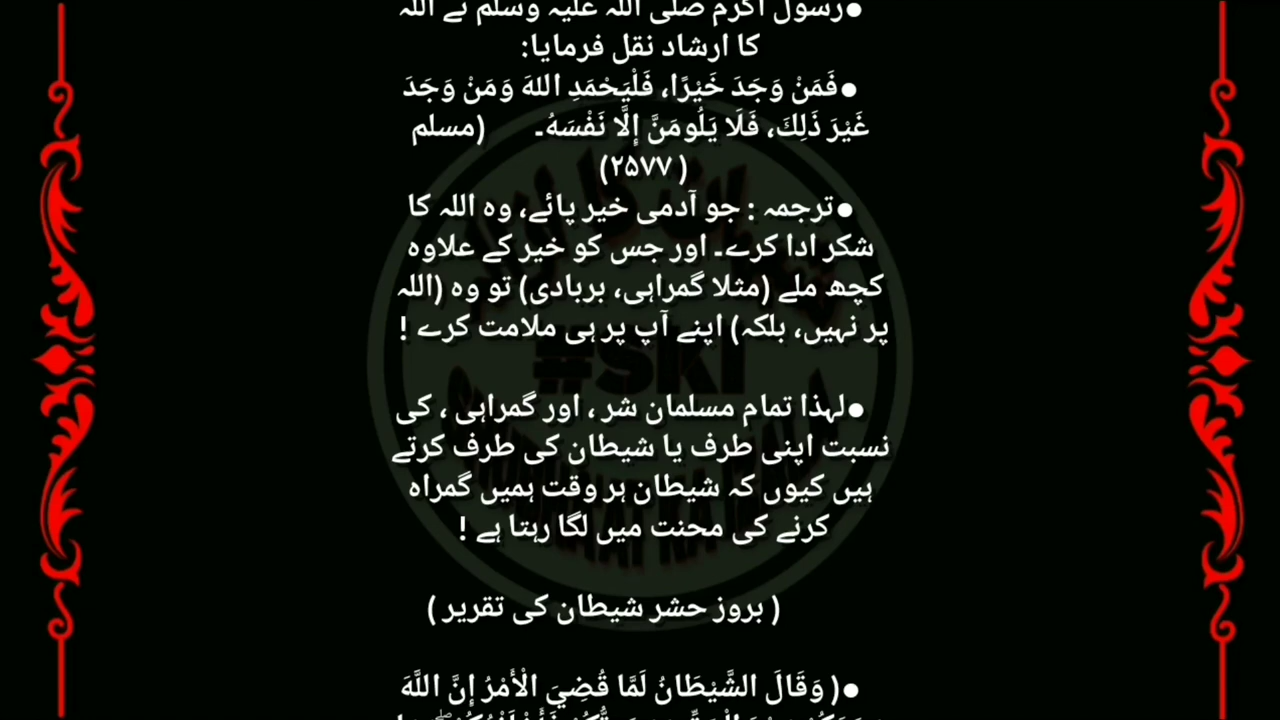 ●رسول اکرم صلی اللہ علیہ وسلم نے اللہ
کا ارشاد نقل فرمایا:
●فَمَنْ وَجَدَ خَيْرًا، فَلْيَحْمَدِ اللهَ وَمَنْ وَجَدَ
غَيْرَ ذَلِكَ، فَلَا يَلُومَنَّ إِلَّا نَفْسَهُ۔ (مسلم
(۲۵۷۷)
●ترجمہ : جو آدمی خیر پائے، وہ اللہ کا
شکر ادا کرے۔ اور جس کو خیر کے علاوہ
کچھ ملے (مثلا گمراہی، بربادی) تو وہ (اللہ
پر نہیں، بلکہ) اپنے آپ پر ہی ملامت کرے !
●لہذا تمام مسلمان شر ، اور گمراہی ، کی
نسبت اپنی طرف یا شیطان کی طرف کرتے
ہیں کیوں کہ شیطان ہر وقت ہمیں گمراہ
کرنے کی محنت میں لگا رہتا ہے !
( بروز حشر شیطان کی تقریر )
●( وَقَالَ الشَّيْطَانُ لَمَّا قُضِيَ الْأَمْرُ إِنَّ اللَّهَ
#ski